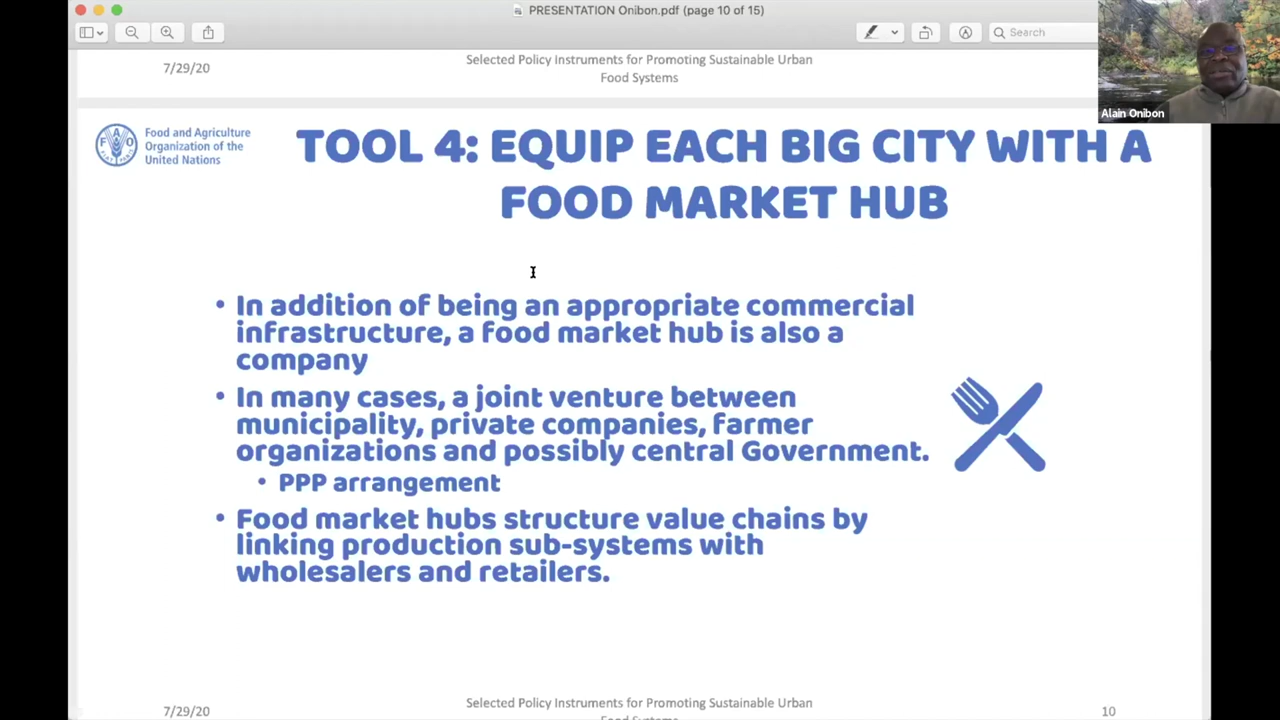 PRESENTATION Onibon.pdf (page 10 of 15)
Search
7/29/20
Selected Policy Instruments for Promoting Sustainable Urban
Food Systems
Alain Onibon
FAO
FIAT PANIS
Food and Agriculture
Organization of the
United Nations
TOOL 4: EQUIP EACH BIG CITY WITH A
FOOD MARKET HUB
• In addition of being an appropriate commercial
infrastructure, a food market hub is also a
company
• In many cases, a joint venture between
municipality, private companies, farmer
organizations and possibly central Government.
• PPP arrangement
• Food market hubs structure value chains by
linking production sub-systems with
wholesalers and retailers.
7/29/20
Selected Policy Instruments for Promoting Sustainable Urban
Food Systems
10